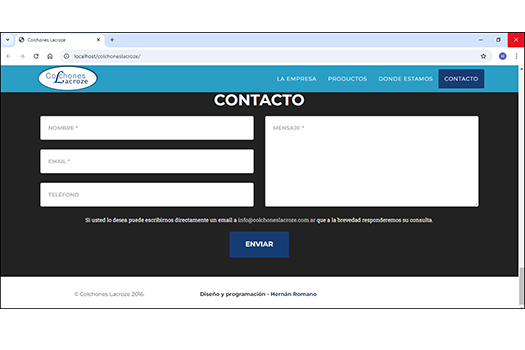 Colchones Lacroze
localhost/colchoneslacroze/
Colchones
Lacroze
LA EMPRESA
PRODUCTOS
DONDE ESTAMOS
CONTACTO
CONTACTO
NOMBRE *
MENSAJE *
EMAIL *
TELÉFONO
Si usted lo desea puede escribirnos directamente un email a info@colchoneslacroze.com.ar que a la brevedad responderemos su consulta.
ENVIAR
© Colchones Lacroze 2016.
Diseño y programación - Hernán Romano